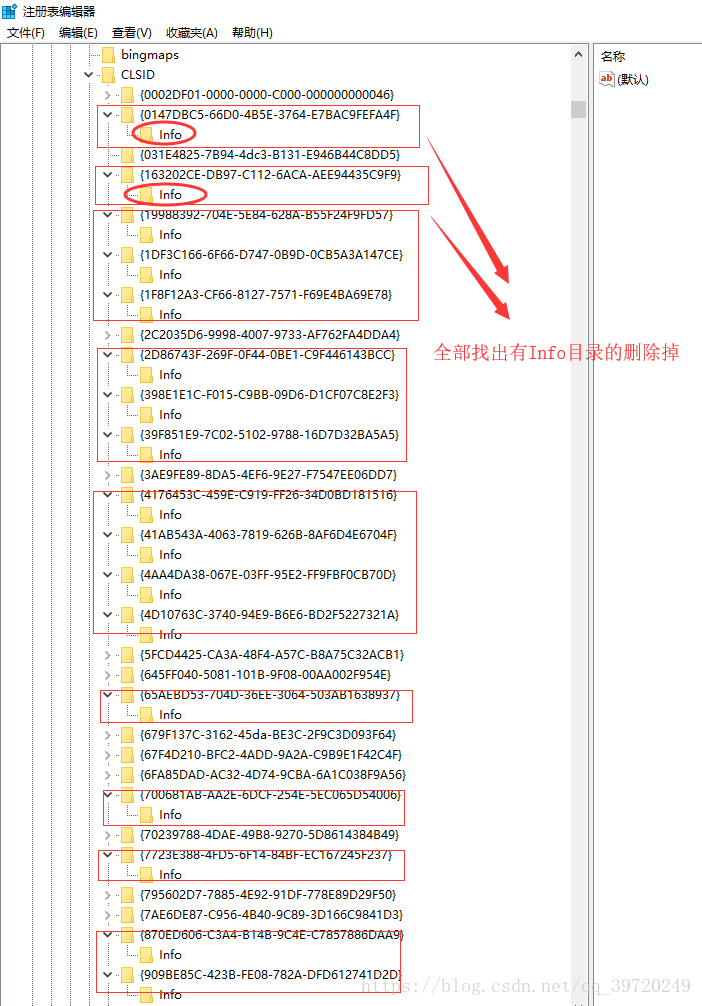 注册表编辑器
文件(F) 编辑(E) 查看(V) 收藏夹(A) 帮助(H)
bingmaps
名称
CLSID
ab (默认)
{0002DF01-0000-0000-C000-000000000046}
{0147DBC5-66D0-4B5E-3764-E7BAC9FEFA4F}
Info
{031E4825-7B94-4dc3-B131-E946B44C8DD5}
{163202CE-DB97-C112-6ACA-AEE94435C9F9}
Info
{19988392-704E-5E84-628A-B55F24F9FD57}
Info
{1DF3C166-6F66-D747-0B9D-0CB5A3A147CE}
Info
{1F8F12A3-CF66-8127-7571-F69E4BA69E78}
Info
{2C2035D6-9998-4007-9733-AF762FA4DDA4}
全部找出有Info目录的删除掉
{2D86743F-269F-0F44-0BE1-C9F446143BCC}
Info
{398E1E1C-F015-C9BB-09D6-D1CF07C8E2F3}
Info
{39F851E9-7C02-5102-9788-16D7D32BA5A5}
Info
{3AE9FE89-8DA5-4EF6-9E27-F7547EE06DD7}
{4176453C-459E-C919-FF26-34D0BD181516}
Info
{41AB543A-4063-7819-626B-8AF6D4E6704F}
Info
{4AA4DA38-067E-03FF-95E2-FF9FBF0CB70D}
Info
{4D10763C-3740-94E9-B6E6-BD2F5227321A}
Info
{5FCD4425-CA3A-48F4-A57C-B8A75C32ACB1}
{645FF040-5081-101B-9F08-00AA002F954E}
{65AEBD53-704D-36EE-3064-503AB1638937}
Info
{679F137C-3162-45da-BE3C-2F9C3D093F64}
{67F4D210-BFC2-4ADD-9A2A-C9B9E1F42C4F}
{6FA85DAD-AC32-4D74-9CBA-6A1C038F9A56}
{700681AB-AA2E-6DCF-254E-5EC065D54006}
Info
{70239788-4DAE-49B8-9270-5D8614384B49}
{7723E388-4FD5-6F14-84BF-EC167245F237}
Info
{795602D7-7885-4E92-91DF-778E89D29F50}
{7AE6DE87-C956-4B40-9C89-3D166C9841D3}
{870ED606-C3A4-B14B-9C4E-C7857886DAA9}
Info
{909BE85C-423B-FE08-782A-DFD612741D2D}
Info
https://blog.csdn.net/qq_39720249